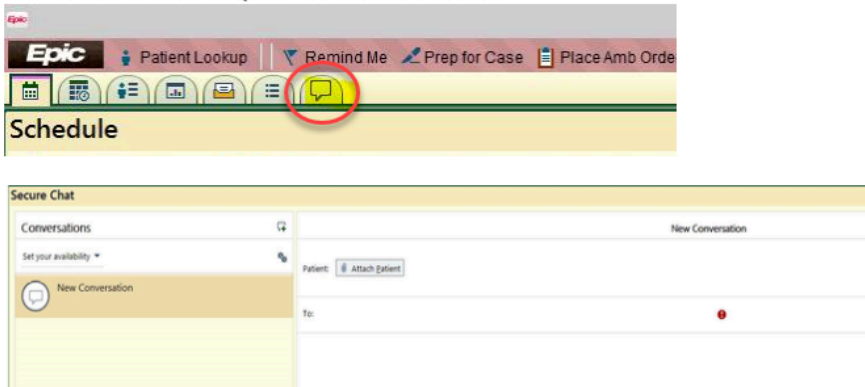 Epic
Epic Patient Lookup Remind Me Prep for Case Place Amb Orde
Schedule
Secure Chat
Conversations
New Conversation
Set your availability
Patient: Attach Patient
New Conversation
To: